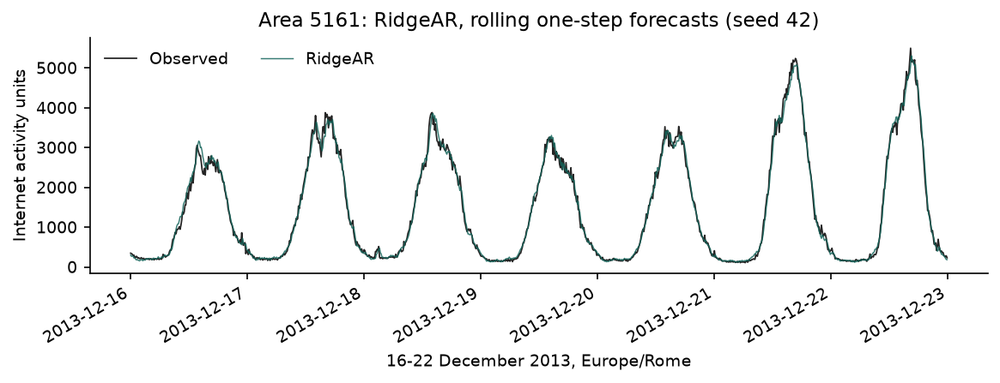 Area 5161: RidgeAR, rolling one-step forecasts (seed 42)
Observed
RidgeAR
Internet activity units
5000
4000
3000
2000
1000
0
2013-12-16
2013-12-17
2013-12-18
2013-12-19
2013-12-20
2013-12-21
2013-12-22
2013-12-23
16-22 December 2013, Europe/Rome